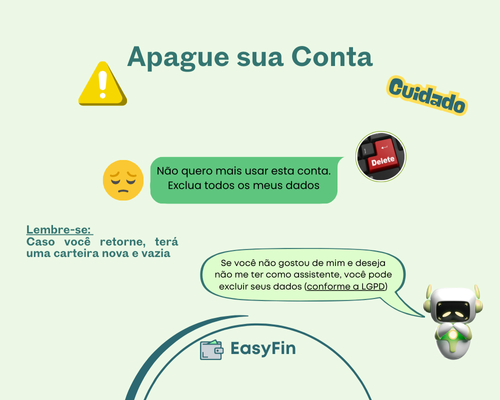 Apague sua Conta
Cuidado
Delete
Não quero mais usar esta conta.
Exclua todos os meus dados
Lembre-se:
Caso você retorne, terá
uma carteira nova e vazia
Se você não gostou de mim e deseja
não me ter como assistente, você pode
excluir seus dados (conforme a LGPD)
EasyFin